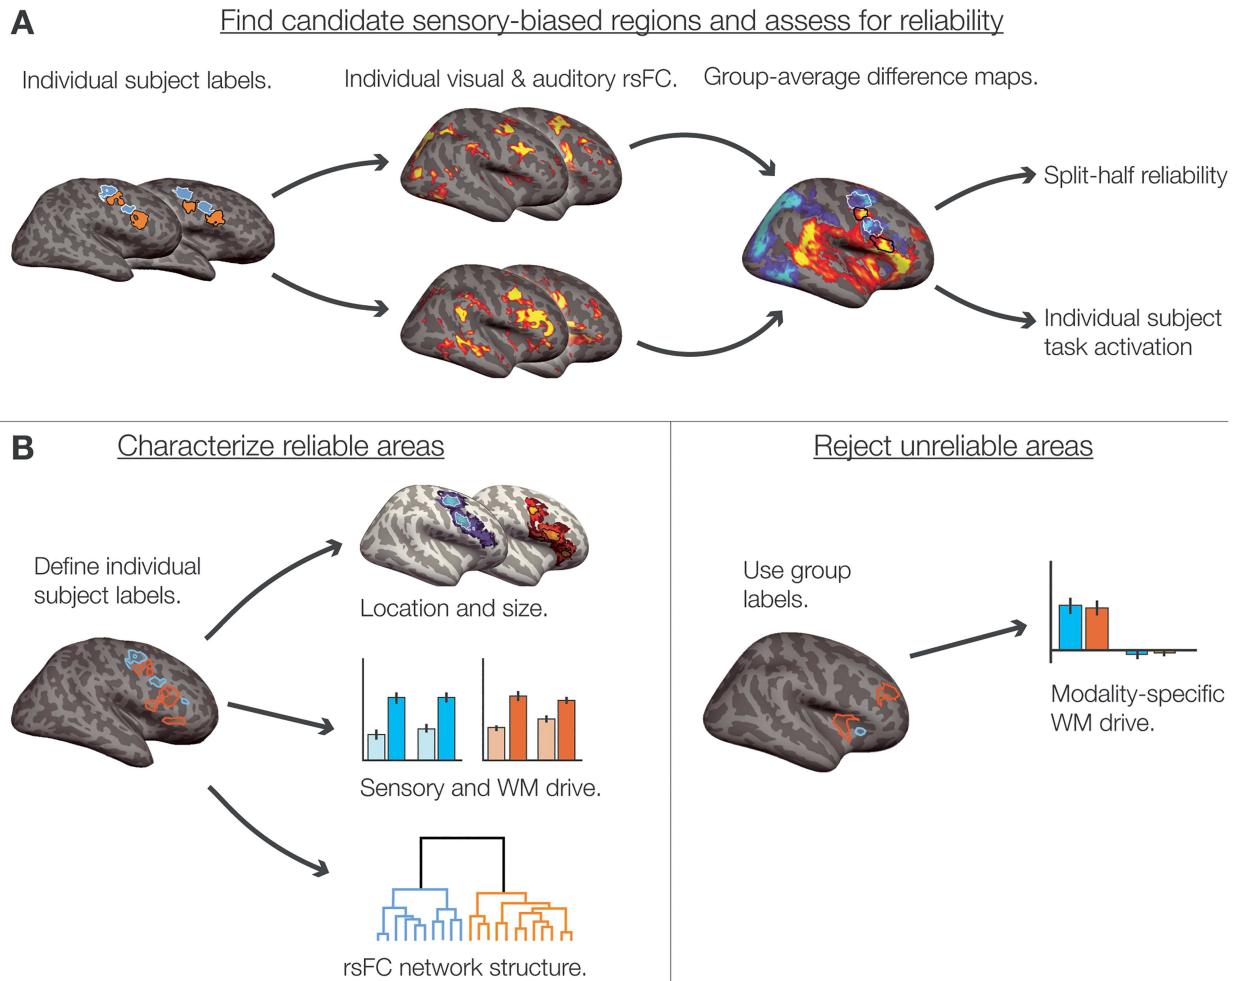 A
Find candidate sensory-biased regions and assess for reliability
Individual subject labels.
Individual visual & auditory rsFC.
Group-average difference maps.
Split-half reliability
Individual subject
task activation
B
Characterize reliable areas
Define individual
subject labels.
Location and size.
Sensory and WM drive.
rsFC network structure.
Reject unreliable areas
Use group
labels.
Modality-specific
WM drive.